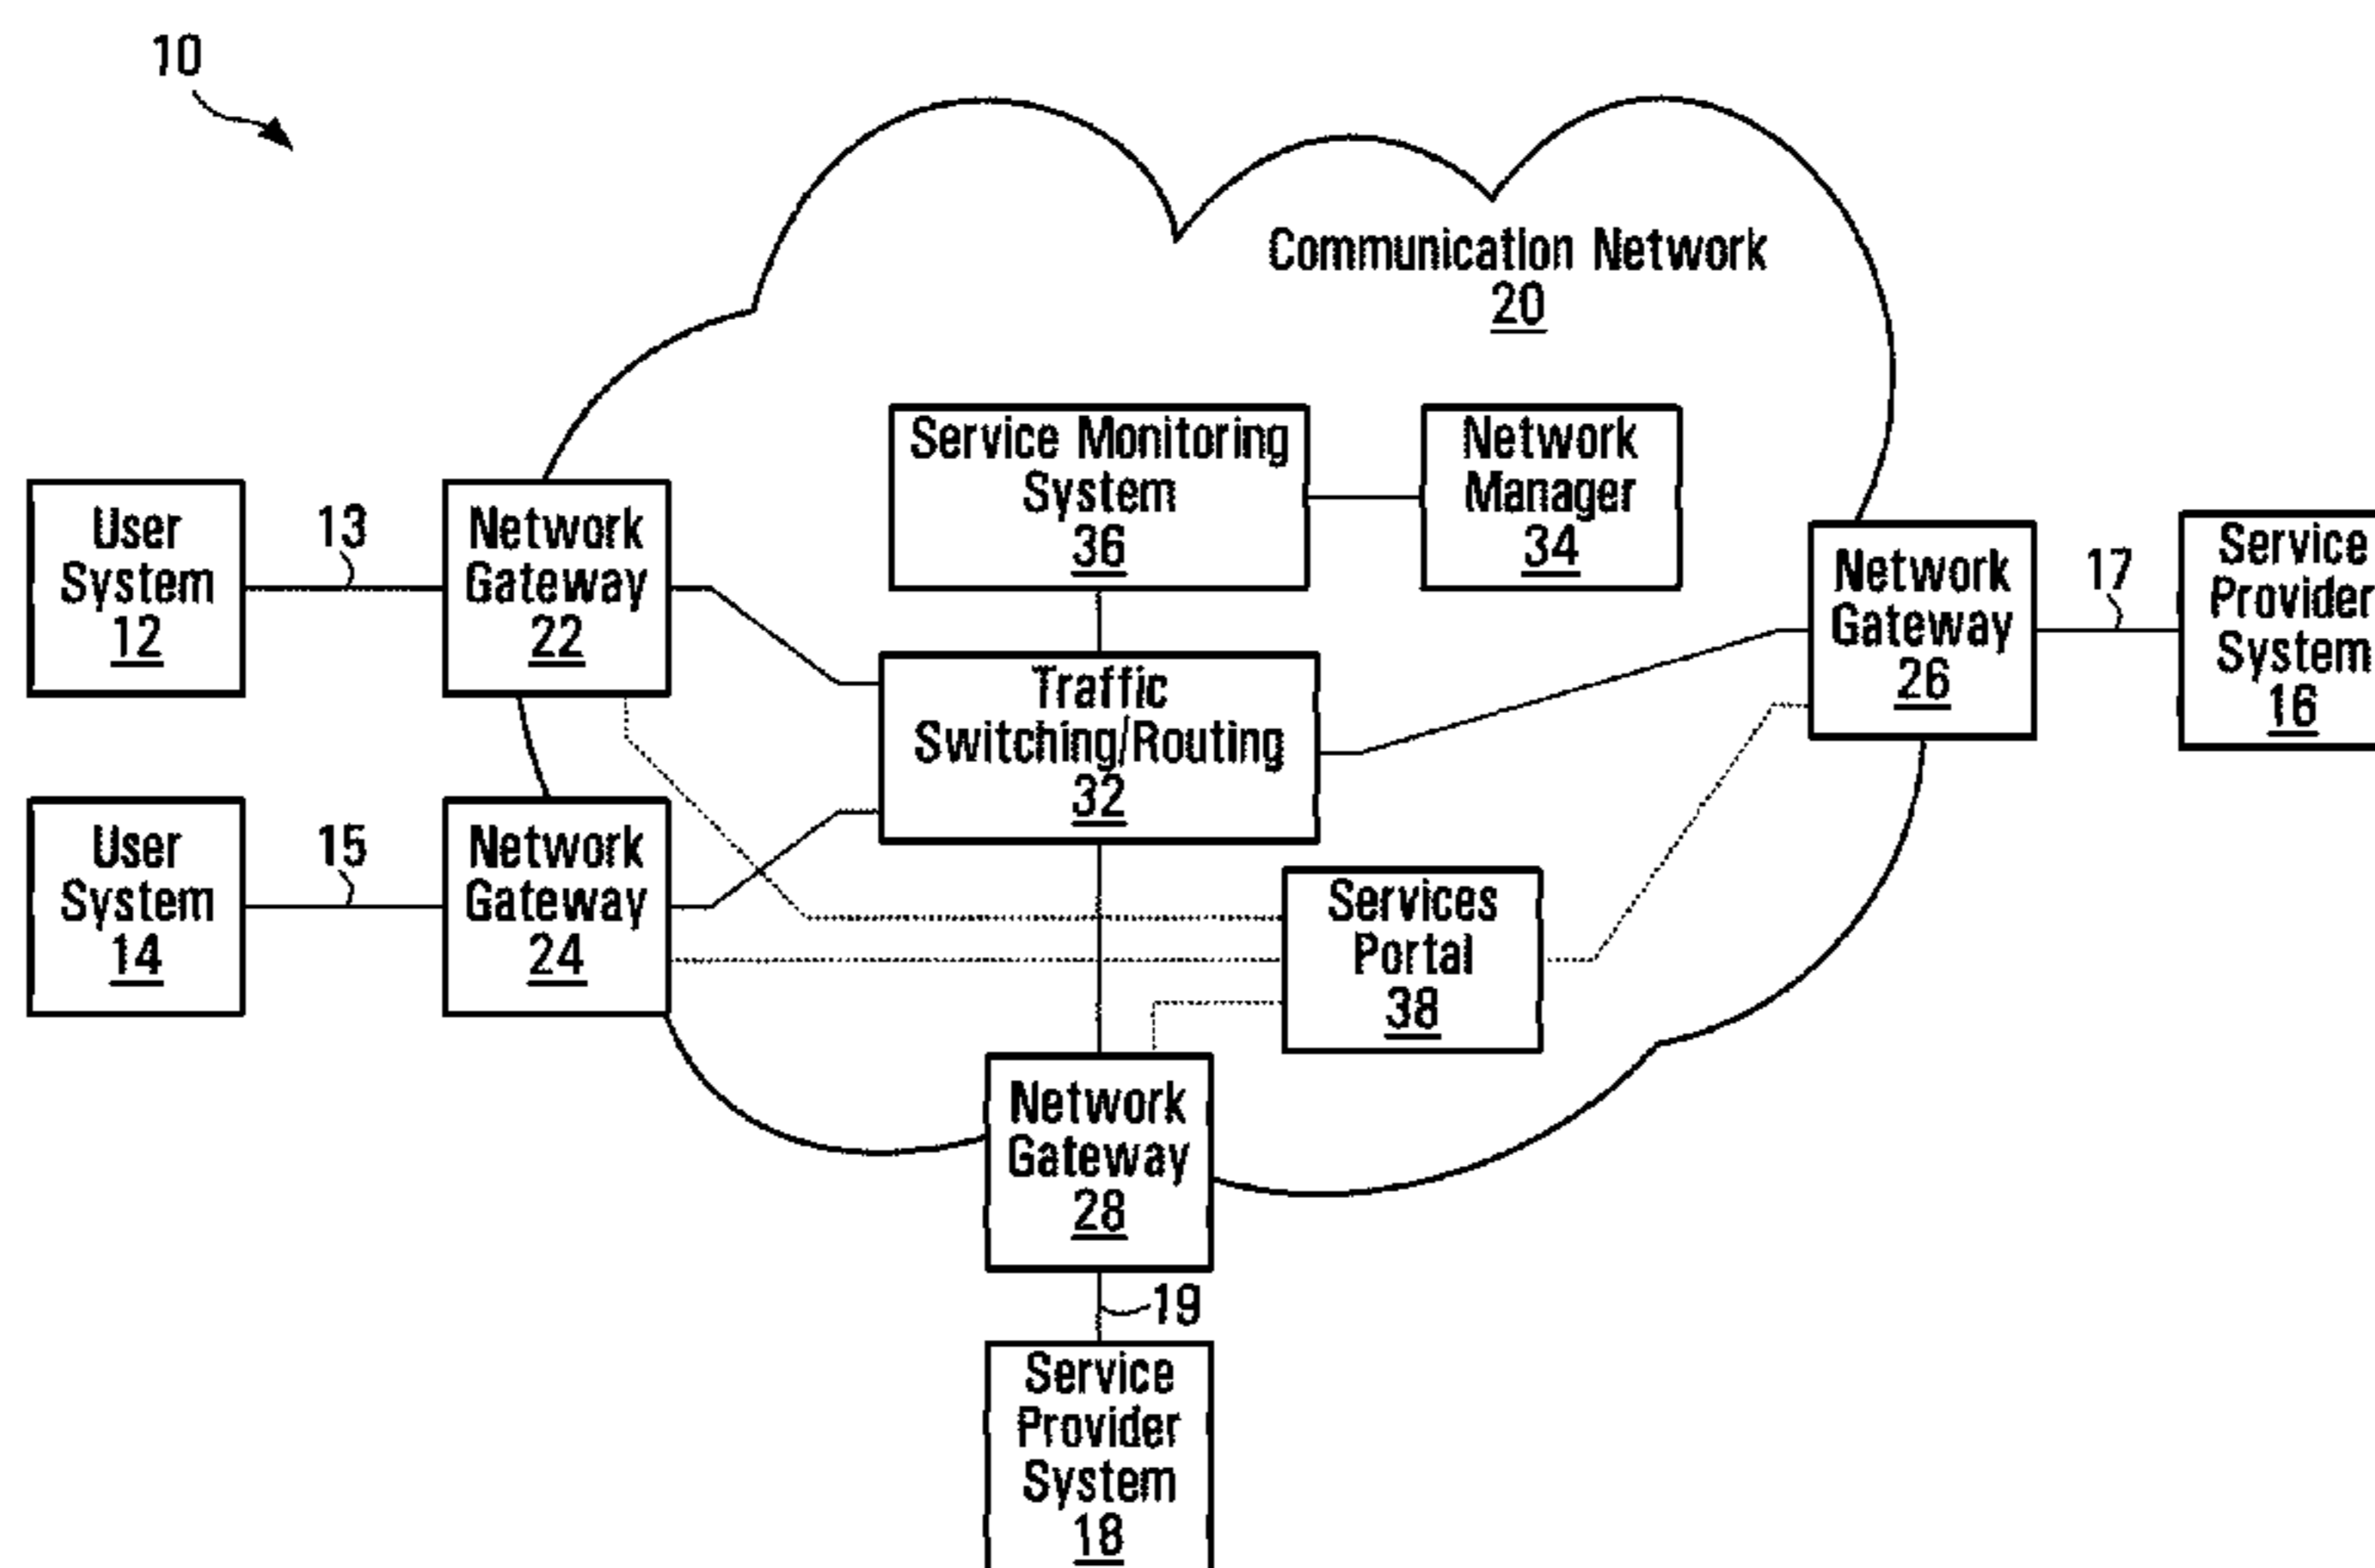 10
Communication Network
20
Service Monitoring
System
36
Network
Manager
34
User
System
12
13
Network
Gateway
22
Traffic
Switching/Routing
32
Network
Gateway
26
17
Service
Provider
System
16
User
System
14
15
Network
Gateway
24
Services
Portal
38
Network
Gateway
28
19
Service
Provider
System
18